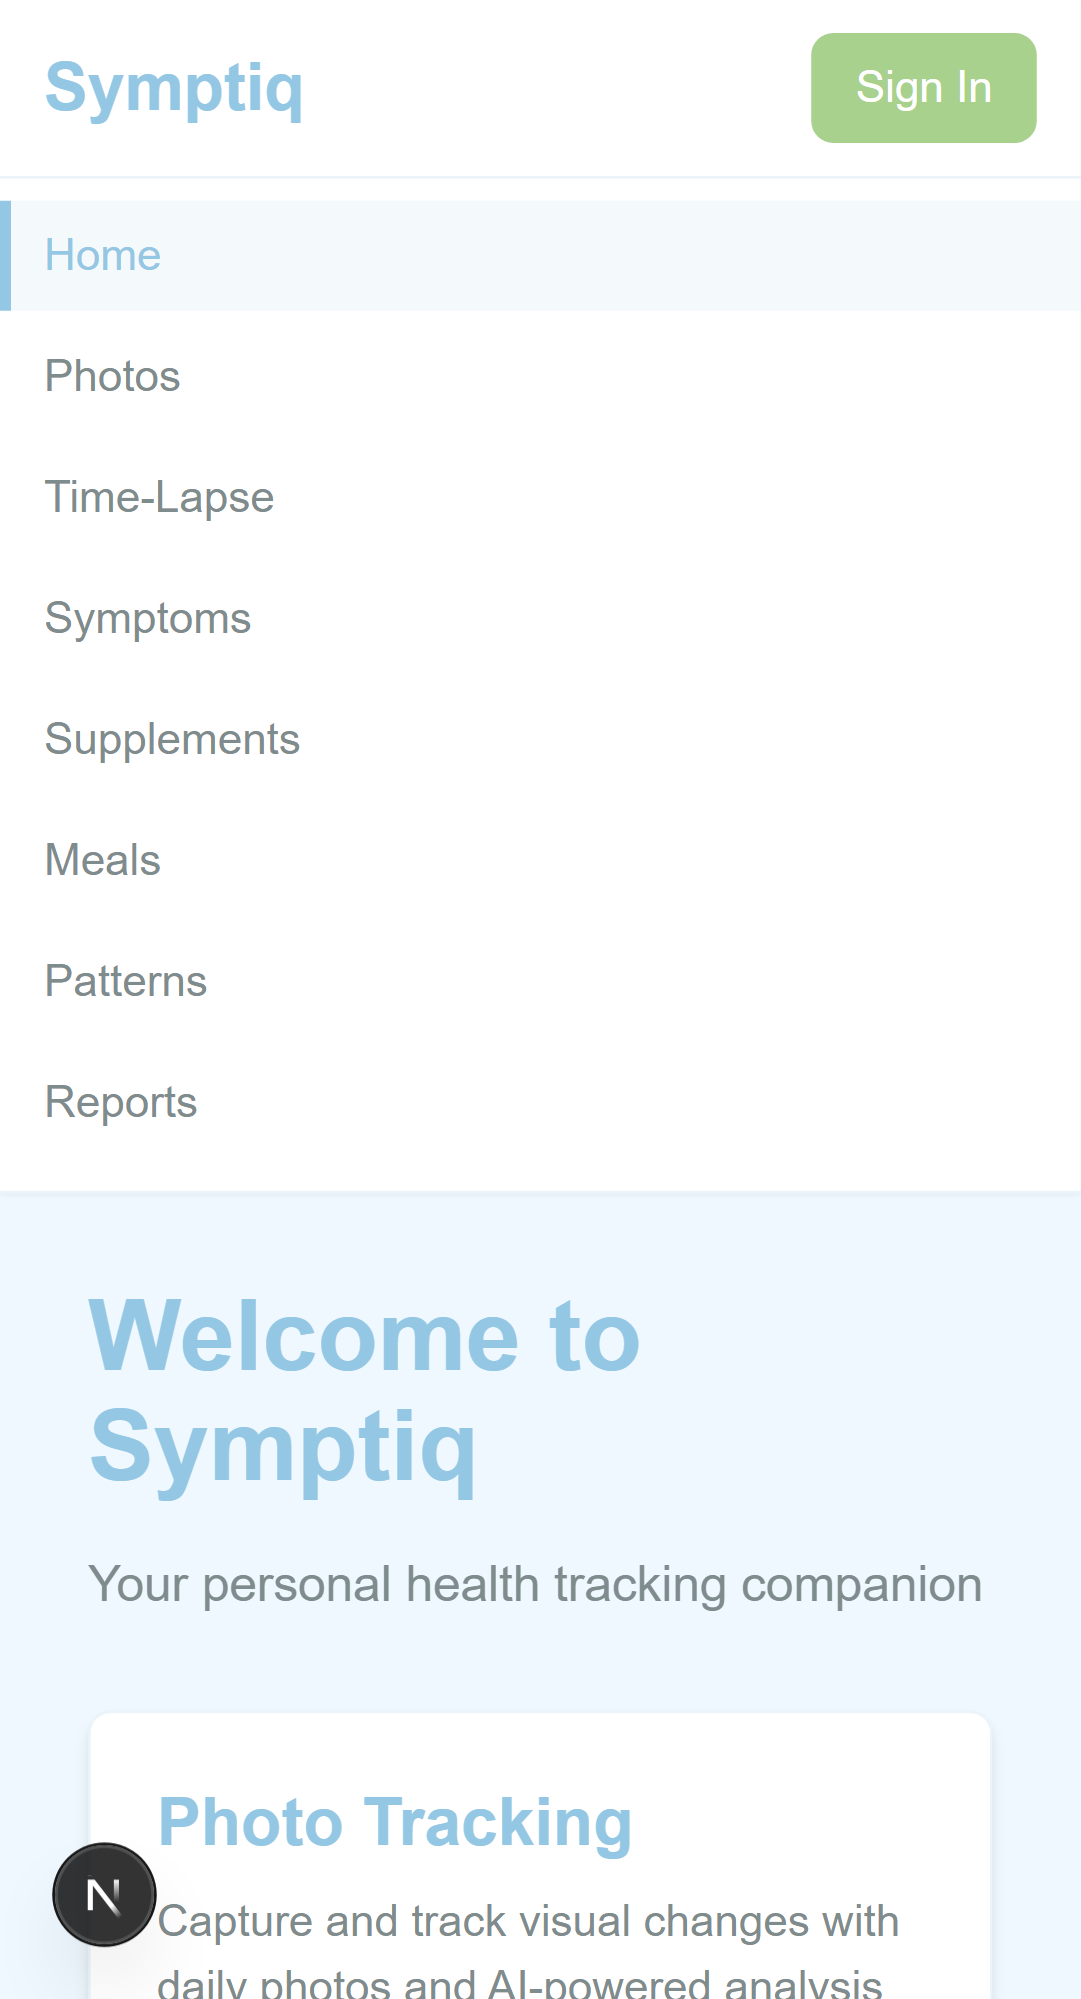 Symptiq
Sign In
Home
Photos
Time-Lapse
Symptoms
Supplements
Meals
Patterns
Reports
Welcome to
Symptiq
Your personal health tracking companion
Photo Tracking
N
Capture and track visual changes with
daily photos and AI-powered analysis